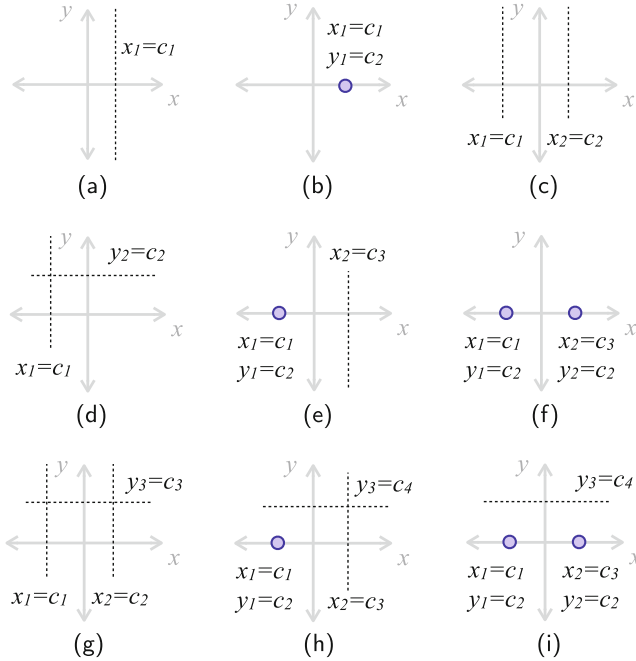 y
x₁=c₁
x
(a)
y
x₁=c₁
y₁=c₂
x
(b)
y
x
x₁=c₁ x₂=c₂
(c)
y
y₂=c₂
x
x₁=c₁
(d)
y
x₂=c₃
x
x₁=c₁
y₁=c₂
(e)
y
x
x₁=c₁ x₂=c₃
y₁=c₂ y₂=c₂
(f)
y
y₃=c₃
x
x₁=c₁ x₂=c₂
(g)
y
y₃=c₄
x
x₁=c₁
y₁=c₂ x₂=c₃
(h)
y
y₃=c₄
x
x₁=c₁ x₂=c₃
y₁=c₂ y₂=c₂
(i)